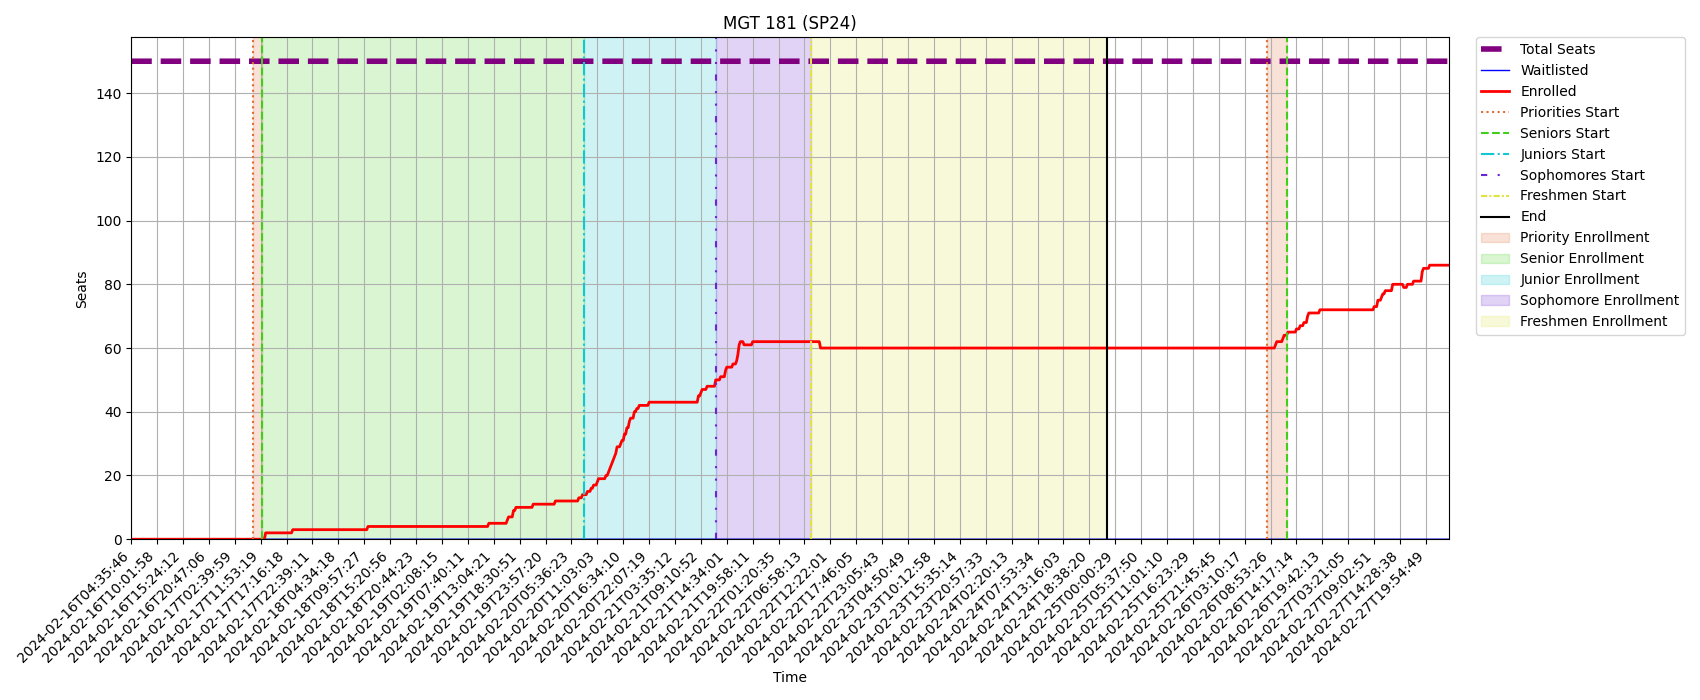 MGT 181 (SP24)
Seats
140
120
100
80
60
40
20
0
2024-02-16T04:35:46
2024-02-16T10:01:58
2024-02-16T15:24:12
2024-02-16T20:47:06
2024-02-17T02:39:59
2024-02-17T11:53:19
2024-02-17T17:16:18
2024-02-17T22:39:11
2024-02-18T04:34:18
2024-02-18T09:57:27
2024-02-18T15:20:56
2024-02-18T20:44:23
2024-02-19T02:08:15
2024-02-19T07:40:11
2024-02-19T13:04:21
2024-02-19T18:30:51
2024-02-19T23:57:20
2024-02-20T05:36:23
2024-02-20T11:03:03
2024-02-20T16:34:10
2024-02-20T22:07:19
2024-02-21T03:35:12
2024-02-21T09:10:52
2024-02-21T14:34:01
2024-02-21T19:58:11
2024-02-22T01:20:35
2024-02-22T06:58:13
2024-02-22T12:22:01
2024-02-22T17:46:05
2024-02-22T23:05:43
2024-02-23T04:50:49
2024-02-23T10:12:58
2024-02-23T15:35:14
2024-02-23T20:57:33
2024-02-24T02:20:13
2024-02-24T07:53:34
2024-02-24T13:16:03
2024-02-24T18:38:20
2024-02-25T00:00:29
2024-02-25T05:37:50
2024-02-25T11:01:10
2024-02-25T16:23:29
2024-02-25T21:45:45
2024-02-26T03:10:17
2024-02-26T08:53:26
2024-02-26T14:17:14
2024-02-26T19:42:13
2024-02-27T03:21:05
2024-02-27T09:02:51
2024-02-27T14:28:38
2024-02-27T19:54:49
Time
Total Seats
Waitlisted
Enrolled
Priorities Start
Seniors Start
Juniors Start
Sophomores Start
Freshmen Start
End
Priority Enrollment
Senior Enrollment
Junior Enrollment
Sophomore Enrollment
Freshmen Enrollment